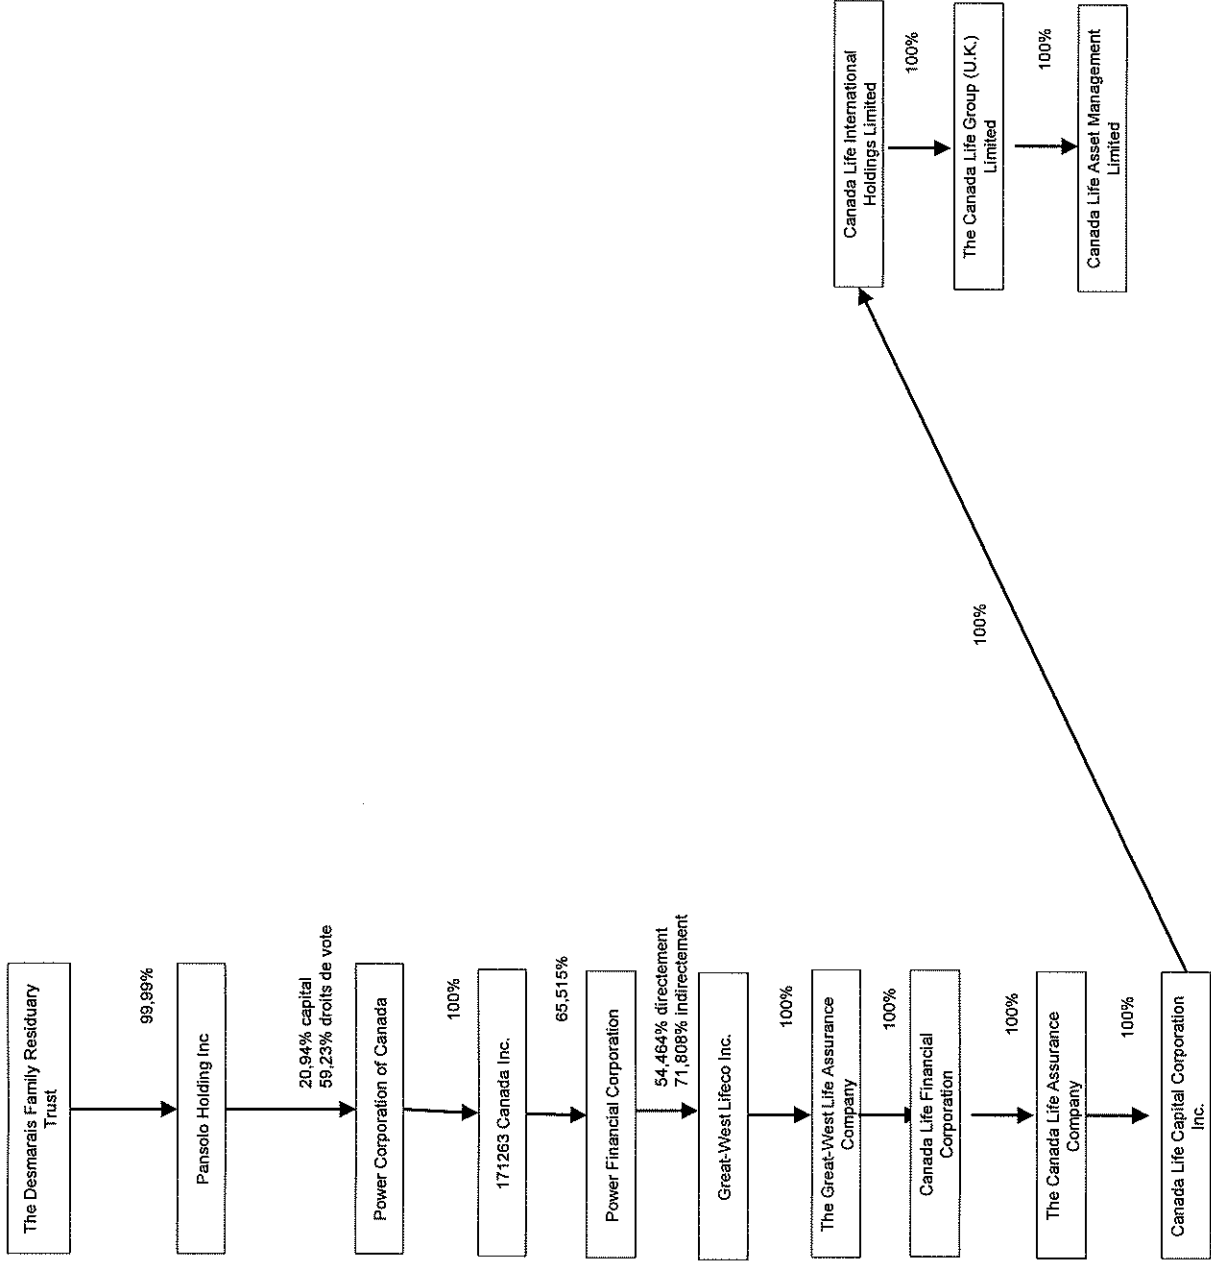 The Desmarais Family Residuary
Trust
99,99%
Pansolo Holding Inc
20,94% capital
59,23% droits de vote
Power Corporation of Canada
100%
171263 Canada Inc.
65,515%
Power Financial Corporation
54,464% directement
71,808% indirectement
Great-West Lifeco Inc.
100%
The Great-West Life Assurance
Company
100%
Canada Life Financial
Corporation
100%
The Canada Life Assurance
Company
100%
Canada Life Capital Corporation
Inc.
100%
Canada Life International
Holdings Limited
100%
The Canada Life Group (U.K.)
Limited
100%
Canada Life Asset Management
Limited